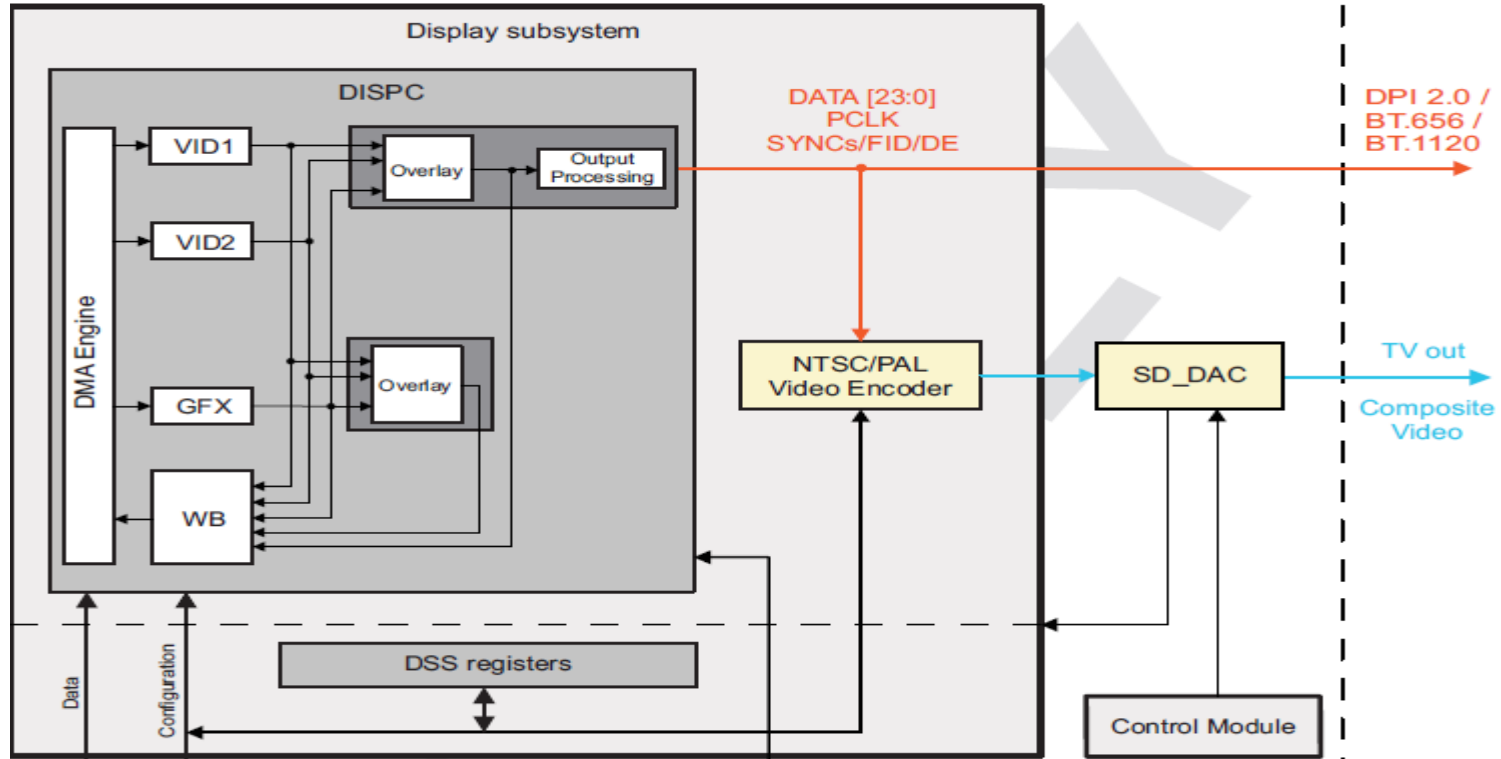 Display subsystem
DISPC
DMA Engine
VID1
VID2
GFX
WB
Overlay
Output
Processing
Overlay
DATA [23:0]
PCLK
SYNCs/FID/DE
DPI 2.0 /
BT.656 /
BT.1120
NTSC/PAL
Video Encoder
SD_DAC
TV out
Composite
Video
Data
Configuration
DSS registers
Control Module